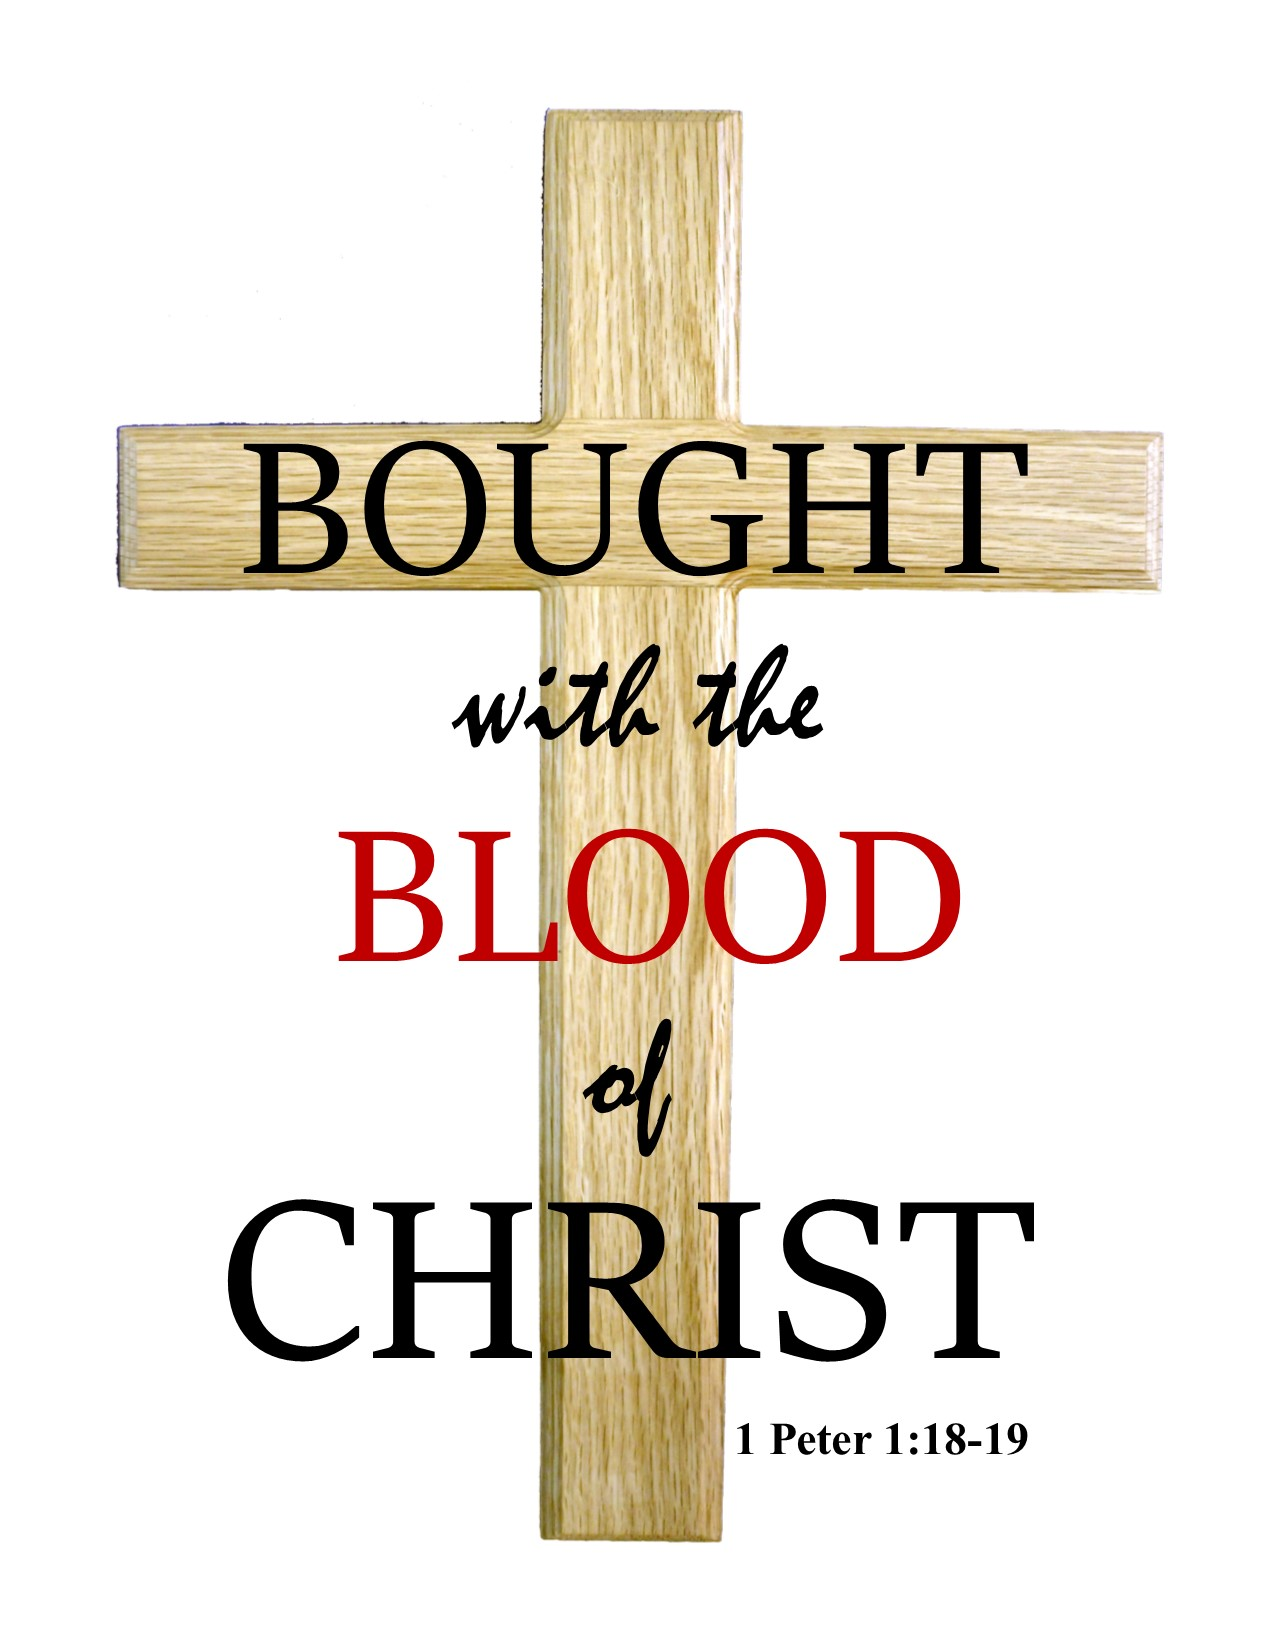 BOUGHT
with the
BLOOD
of
CHRIST
1 Peter 1:18-19